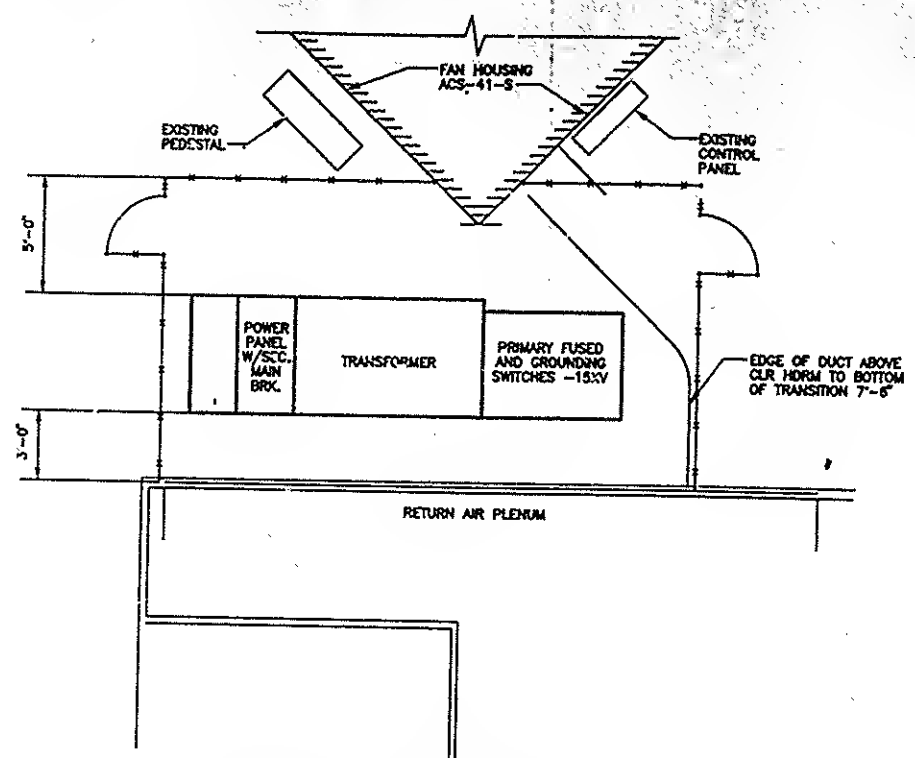 FAN HOUSING
ACS-41-S
EXISTING
PEDESTAL
EXISTING
CONTROL
PANEL
5'-0"
POWER
PANEL
W/SEC.
MAIN
BRK.
TRANSFORMER
PRIMARY FUSED
AND GROUNDING
SWITCHES -15KV
EDGE OF DUCT ABOVE
CLR HDRM TO BOTTOM
OF TRANSITION 7'-6"
3'-0"
RETURN AIR PLENUM